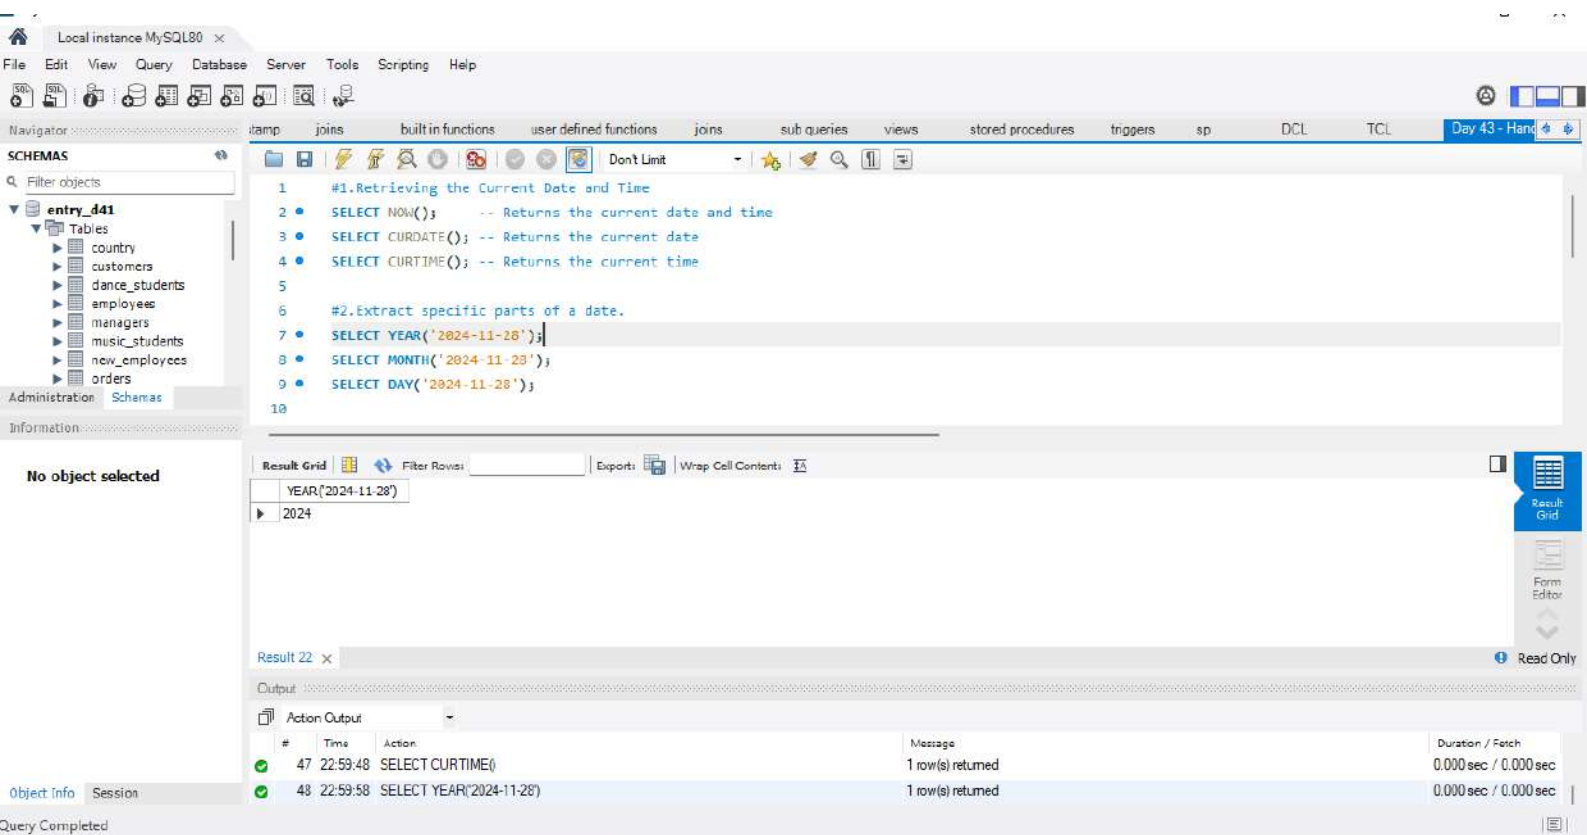 Local instance MySQL80
File Edit View Query Database Server Tools Scripting Help
Navigator
SCHEMAS
Filter objects
entry_d41
Tables
country
customers
dance_students
employees
managers
music_students
new_employees
orders
Administration Schemas
Information
No object selected
Object Info Session
Query Completed
stamp joins built in functions user defined functions joins sub queries views stored procedures triggers sp DCL TCL Day 43 - Hand
Don't Limit
1 #1.Retrieving the Current Date and Time
2 SELECT NOW(); -- Returns the current date and time
3 SELECT CURDATE(); -- Returns the current date
4 SELECT CURTIME(); -- Returns the current time
5
6 #2.Extract specific parts of a date.
7 SELECT YEAR('2024-11-28');
8 SELECT MONTH('2024-11-28');
9 SELECT DAY('2024-11-28');
10
Result Grid Filter Rows: Export: Wrap Cell Content:
YEAR('2024-11-28')
2024
Result Grid
Form Editor
Result 22
Read Only
Output
Action Output
# Time Action Message Duration / Fetch
47 22:59:48 SELECT CURTIME() 1 row(s) returned 0.000 sec / 0.000 sec
48 22:59:58 SELECT YEAR('2024-11-28') 1 row(s) returned 0.000 sec / 0.000 sec